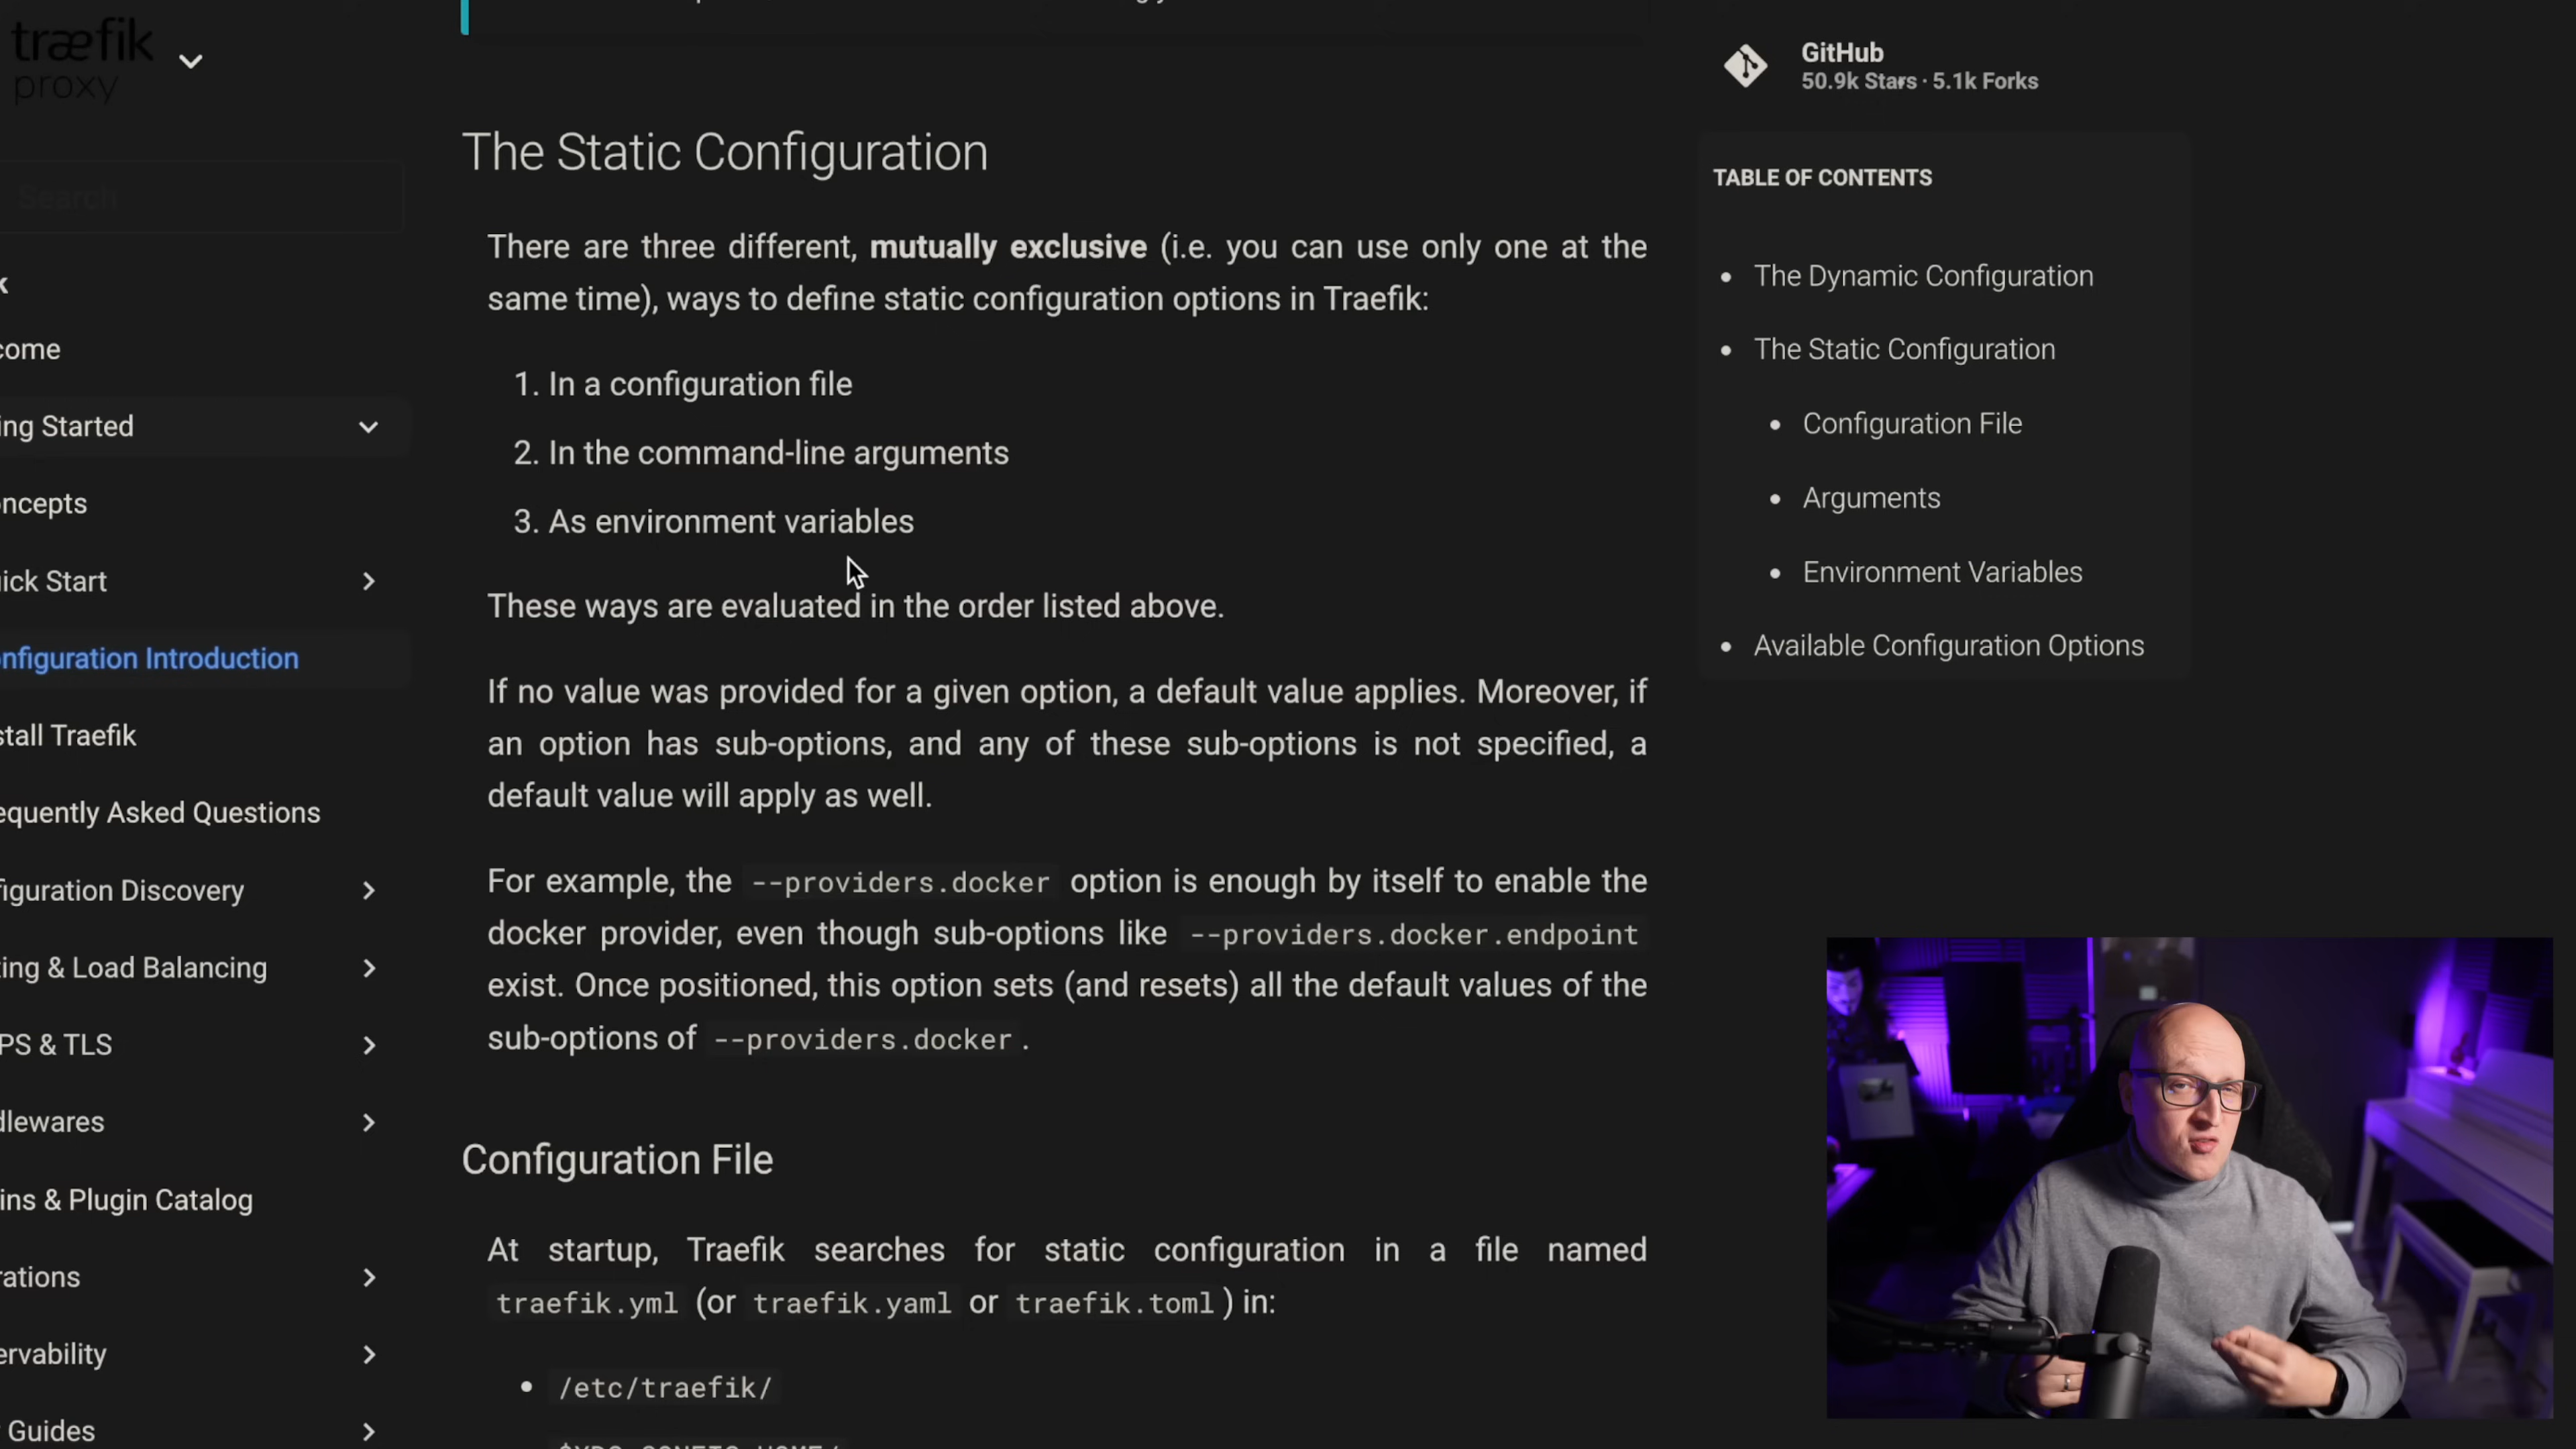 træfik
proxy
GitHub
50.9k Stars · 5.1k Forks
Search
k
come
ing Started
oncepts
uick Start
onfiguration Introduction
stall Traefik
equently Asked Questions
figuration Discovery
ting & Load Balancing
PS & TLS
dlewares
ins & Plugin Catalog
rations
ervability
r Guides
The Static Configuration
There are three different, mutually exclusive (i.e. you can use only one at the
same time), ways to define static configuration options in Traefik:
1. In a configuration file
2. In the command-line arguments
3. As environment variables
These ways are evaluated in the order listed above.
If no value was provided for a given option, a default value applies. Moreover, if
an option has sub-options, and any of these sub-options is not specified, a
default value will apply as well.
For example, the --providers.docker option is enough by itself to enable the
docker provider, even though sub-options like --providers.docker.endpoint
exist. Once positioned, this option sets (and resets) all the default values of the
sub-options of --providers.docker.
Configuration File
At startup, Traefik searches for static configuration in a file named
traefik.yml (or traefik.yaml or traefik.toml) in:
• /etc/traefik/
TABLE OF CONTENTS
• The Dynamic Configuration
• The Static Configuration
• Configuration File
• Arguments
• Environment Variables
• Available Configuration Options